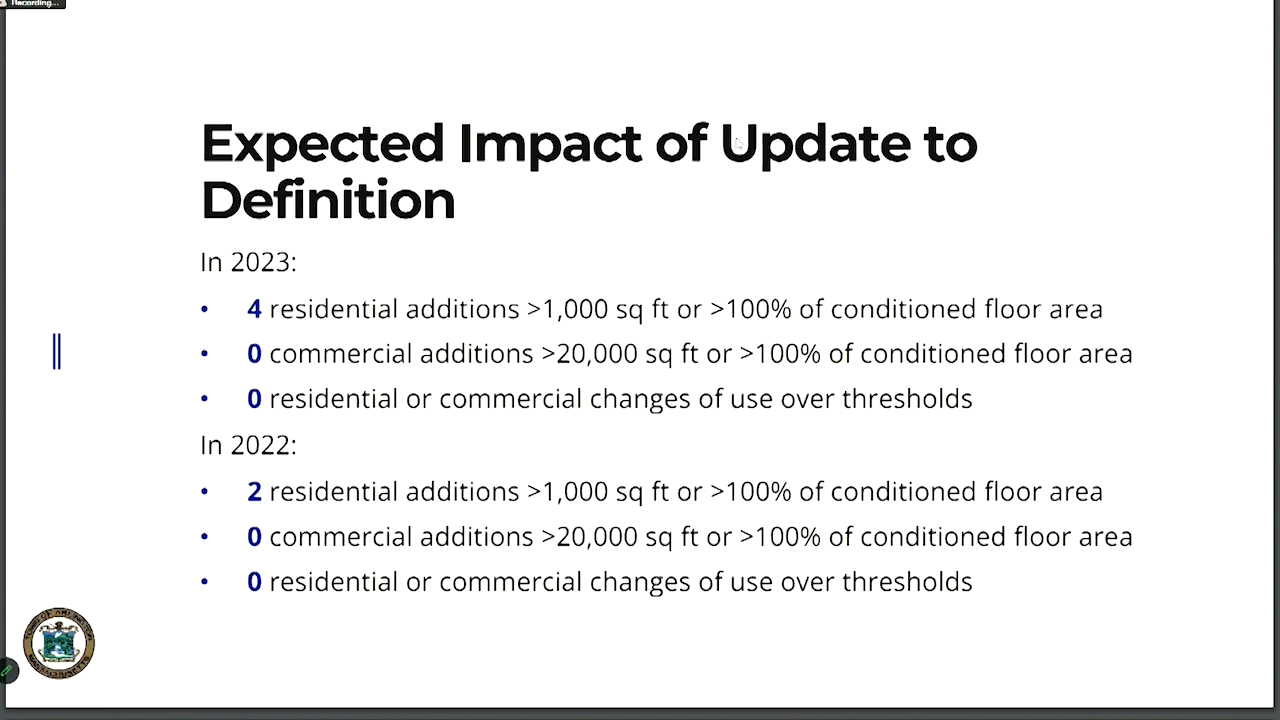 Recording...
Expected Impact of Update to
Definition
In 2023:
• 4 residential additions >1,000 sq ft or >100% of conditioned floor area
• 0 commercial additions >20,000 sq ft or >100% of conditioned floor area
• 0 residential or commercial changes of use over thresholds
In 2022:
• 2 residential additions >1,000 sq ft or >100% of conditioned floor area
• 0 commercial additions >20,000 sq ft or >100% of conditioned floor area
• 0 residential or commercial changes of use over thresholds